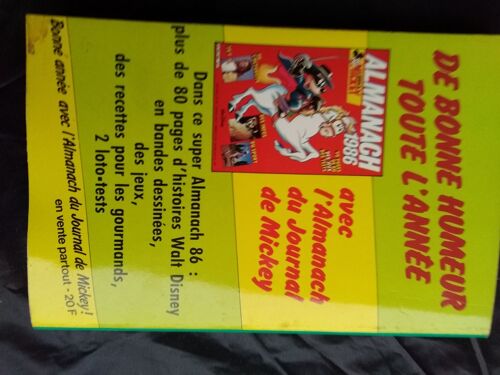 DE BONNE HUMEUR
TOUTE L'ANNÉE
ALMANACH
1986
avec
l'Almanach
du Journal
de Mickey
Dans ce super Almanach 86 :
plus de 80 pages d'histoires Walt Disney
en bandes dessinées,
des jeux,
des recettes pour les gourmands,
2 loto-tests
Bonne année avec l'Almanach du Journal de Mickey!
en vente partout · 20 F